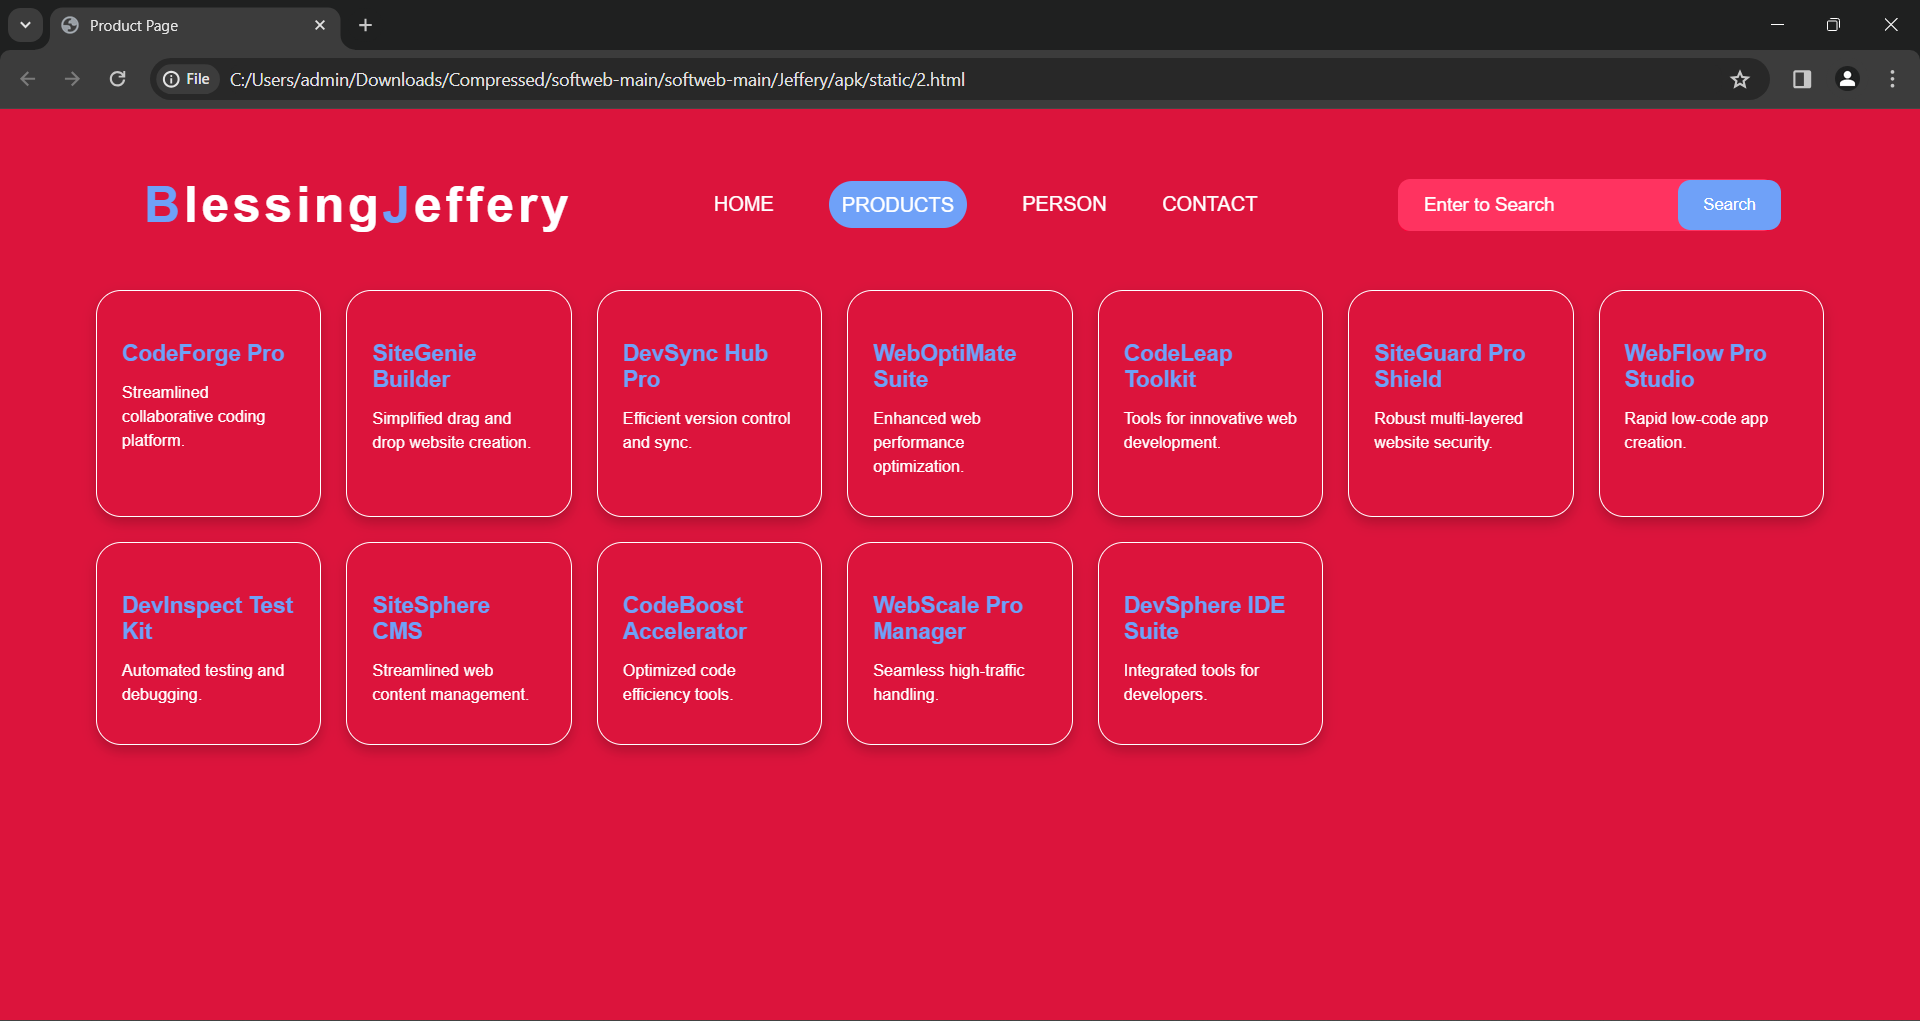 Product Page
File
C:/Users/admin/Downloads/Compressed/softweb-main/softweb-main/Jeffery/apk/static/2.html
BlessingJeffery
HOME
PRODUCTS
PERSON
CONTACT
Enter to Search
Search
CodeForge Pro
Streamlined
collaborative coding
platform.
SiteGenie
Builder
Simplified drag and
drop website creation.
DevSync Hub
Pro
Efficient version control
and sync.
WebOptiMate
Suite
Enhanced web
performance
optimization.
CodeLeap
Toolkit
Tools for innovative web
development.
SiteGuard Pro
Shield
Robust multi-layered
website security.
WebFlow Pro
Studio
Rapid low-code app
creation.
DevInspect Test
Kit
Automated testing and
debugging.
SiteSphere
CMS
Streamlined web
content management.
CodeBoost
Accelerator
Optimized code
efficiency tools.
WebScale Pro
Manager
Seamless high-traffic
handling.
DevSphere IDE
Suite
Integrated tools for
developers.